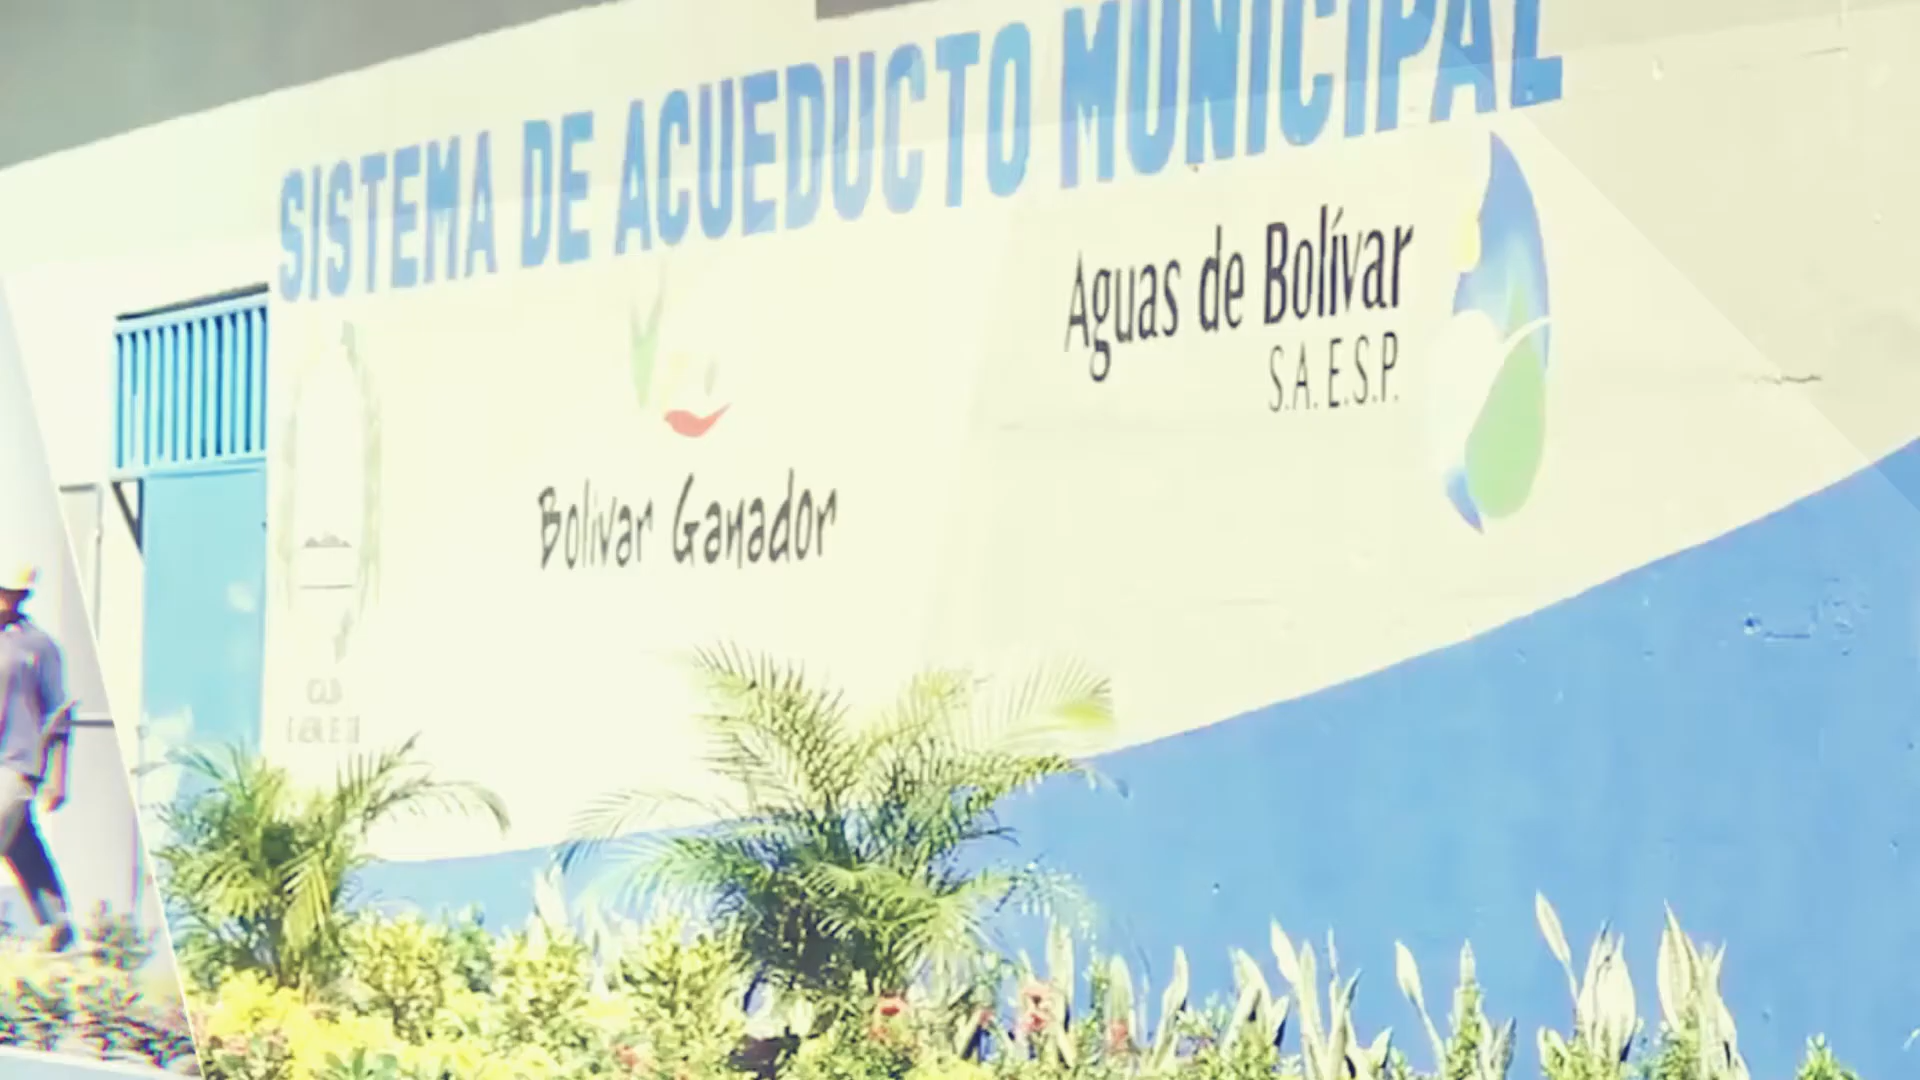 SISTEMA DE ACUEDUCTO MUNICIPAL
Aguas de Bolívar
S.A. E.S.P.
Bolivar Ganador